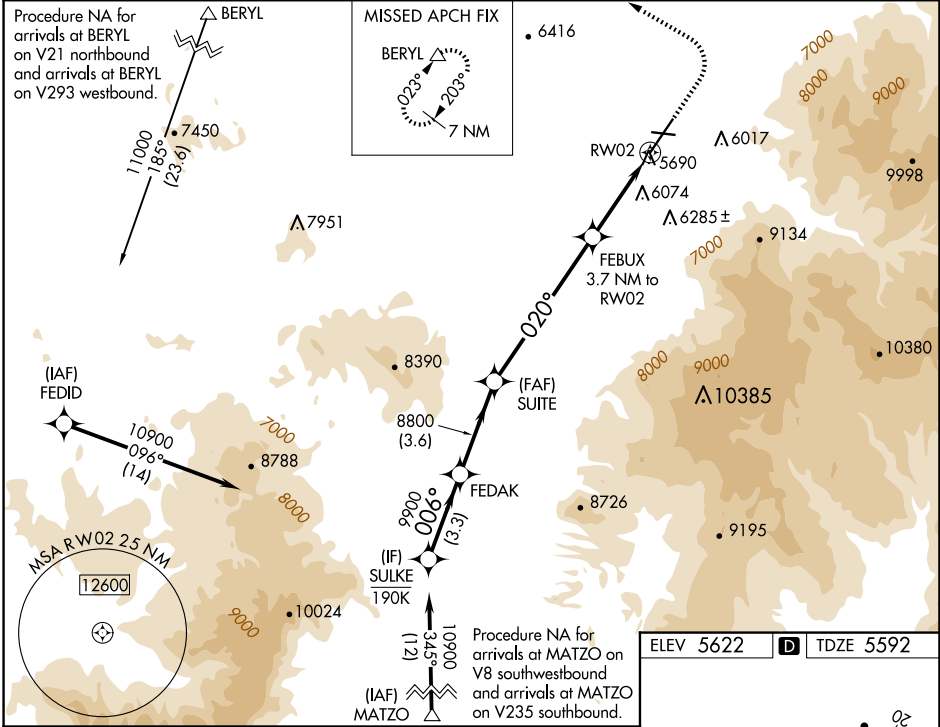 Procedure NA for
arrivals at BERYL
on V21 northbound
and arrivals at BERYL
on V293 westbound.
BERYL
11000
185°
(23.6)
7450
MISSED APCH FIX
BERYL
023°
203°
7 NM
6416
7000
8000
9000
RW02
5690
6017
6074
6285 ±
9998
7951
9134
7000
FEBUX
3.7 NM to
RW02
020°
8390
10380
8000
9000
10385
(FAF)
SUITE
(IAF)
FEDID
10900
096°
(14)
7000
8788
8000
8800
(3.6)
FEDAK
9900
006°
(3.3)
8726
9195
MSA RW02 25 NM
12600
(IF)
SULKE
190K
9000
10024
10900
345°
(12)
(IAF)
MATZO
Procedure NA for
arrivals at MATZO on
V8 southwestbound
and arrivals at MATZO
on V235 southbound.
ELEV 5622
D
TDZE 5592
20